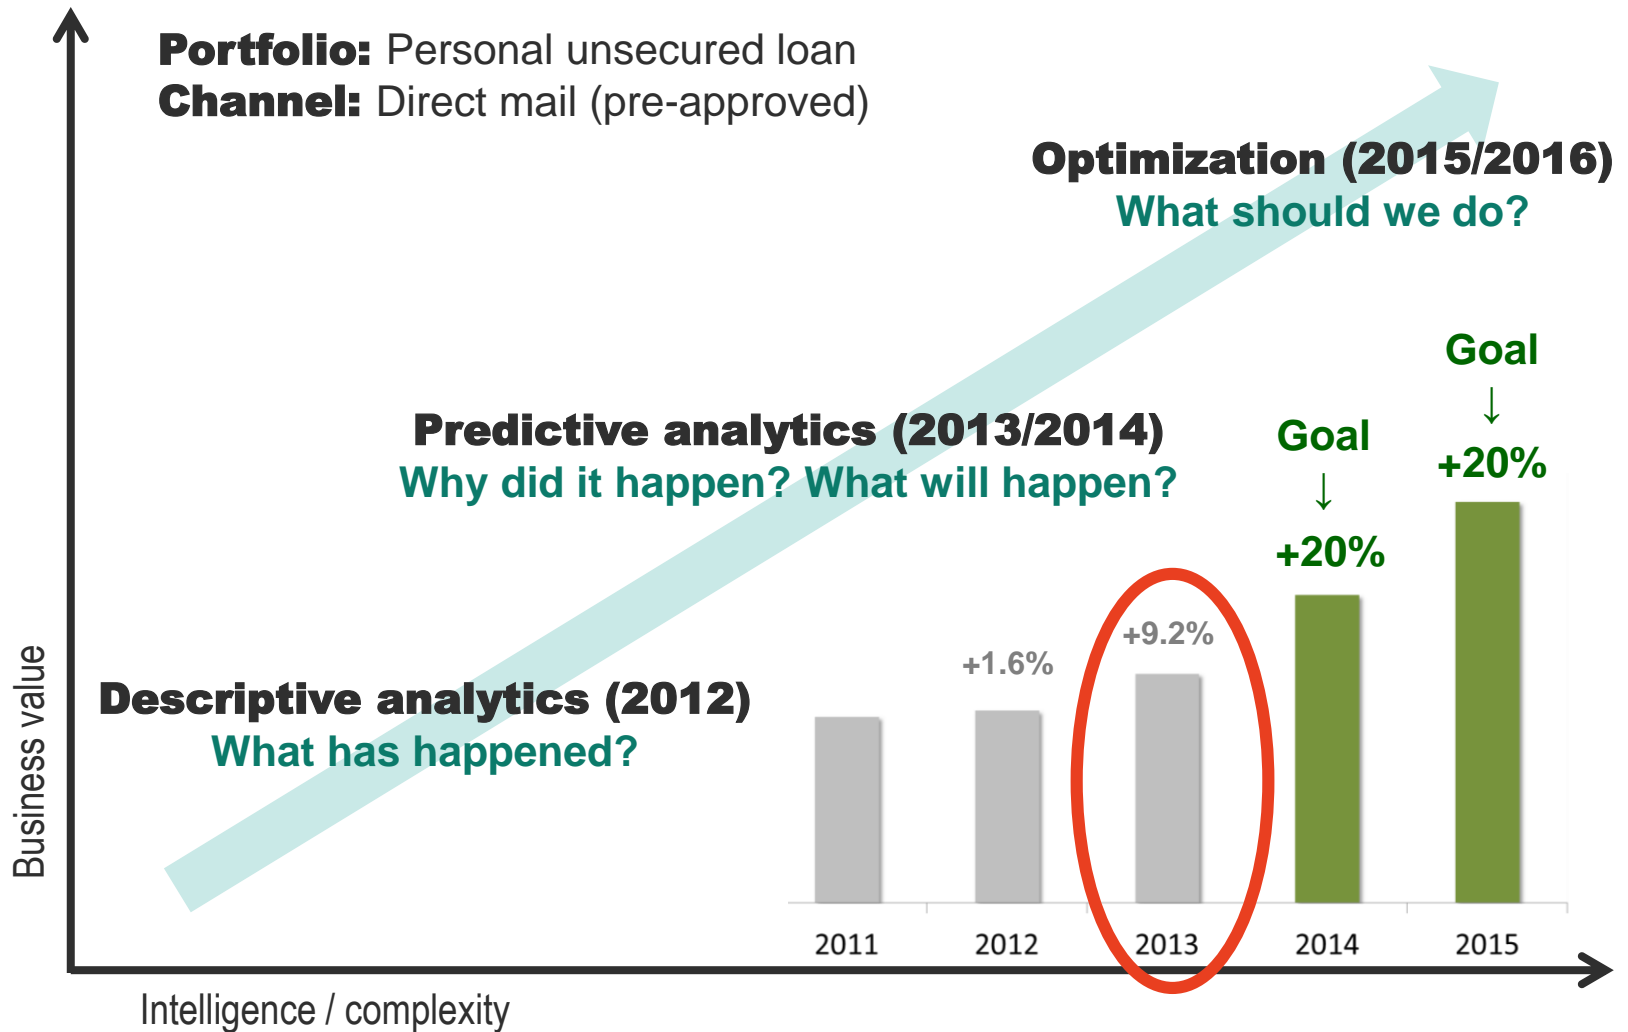 Portfolio: Personal unsecured loan
Channel: Direct mail (pre-approved)
Optimization (2015/2016)
What should we do?
Goal
↓
+20%
Predictive analytics (2013/2014)
Why did it happen? What will happen?
Goal
↓
+20%
+9.2%
+1.6%
Descriptive analytics (2012)
What has happened?
Business value
2011 2012 2013 2014 2015
Intelligence / complexity